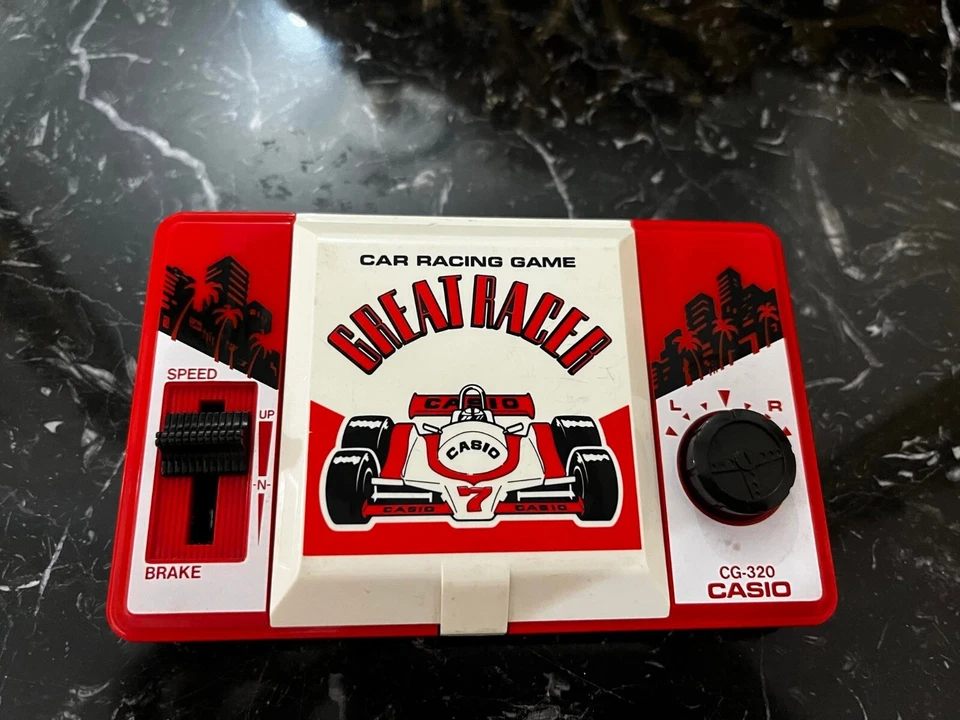 CAR RACING GAME
GREAT RACER
SPEED
UP
-N-
BRAKE
CASIO
CASIO
7
CASIO
CASIO
L
R
CG-320
CASIO